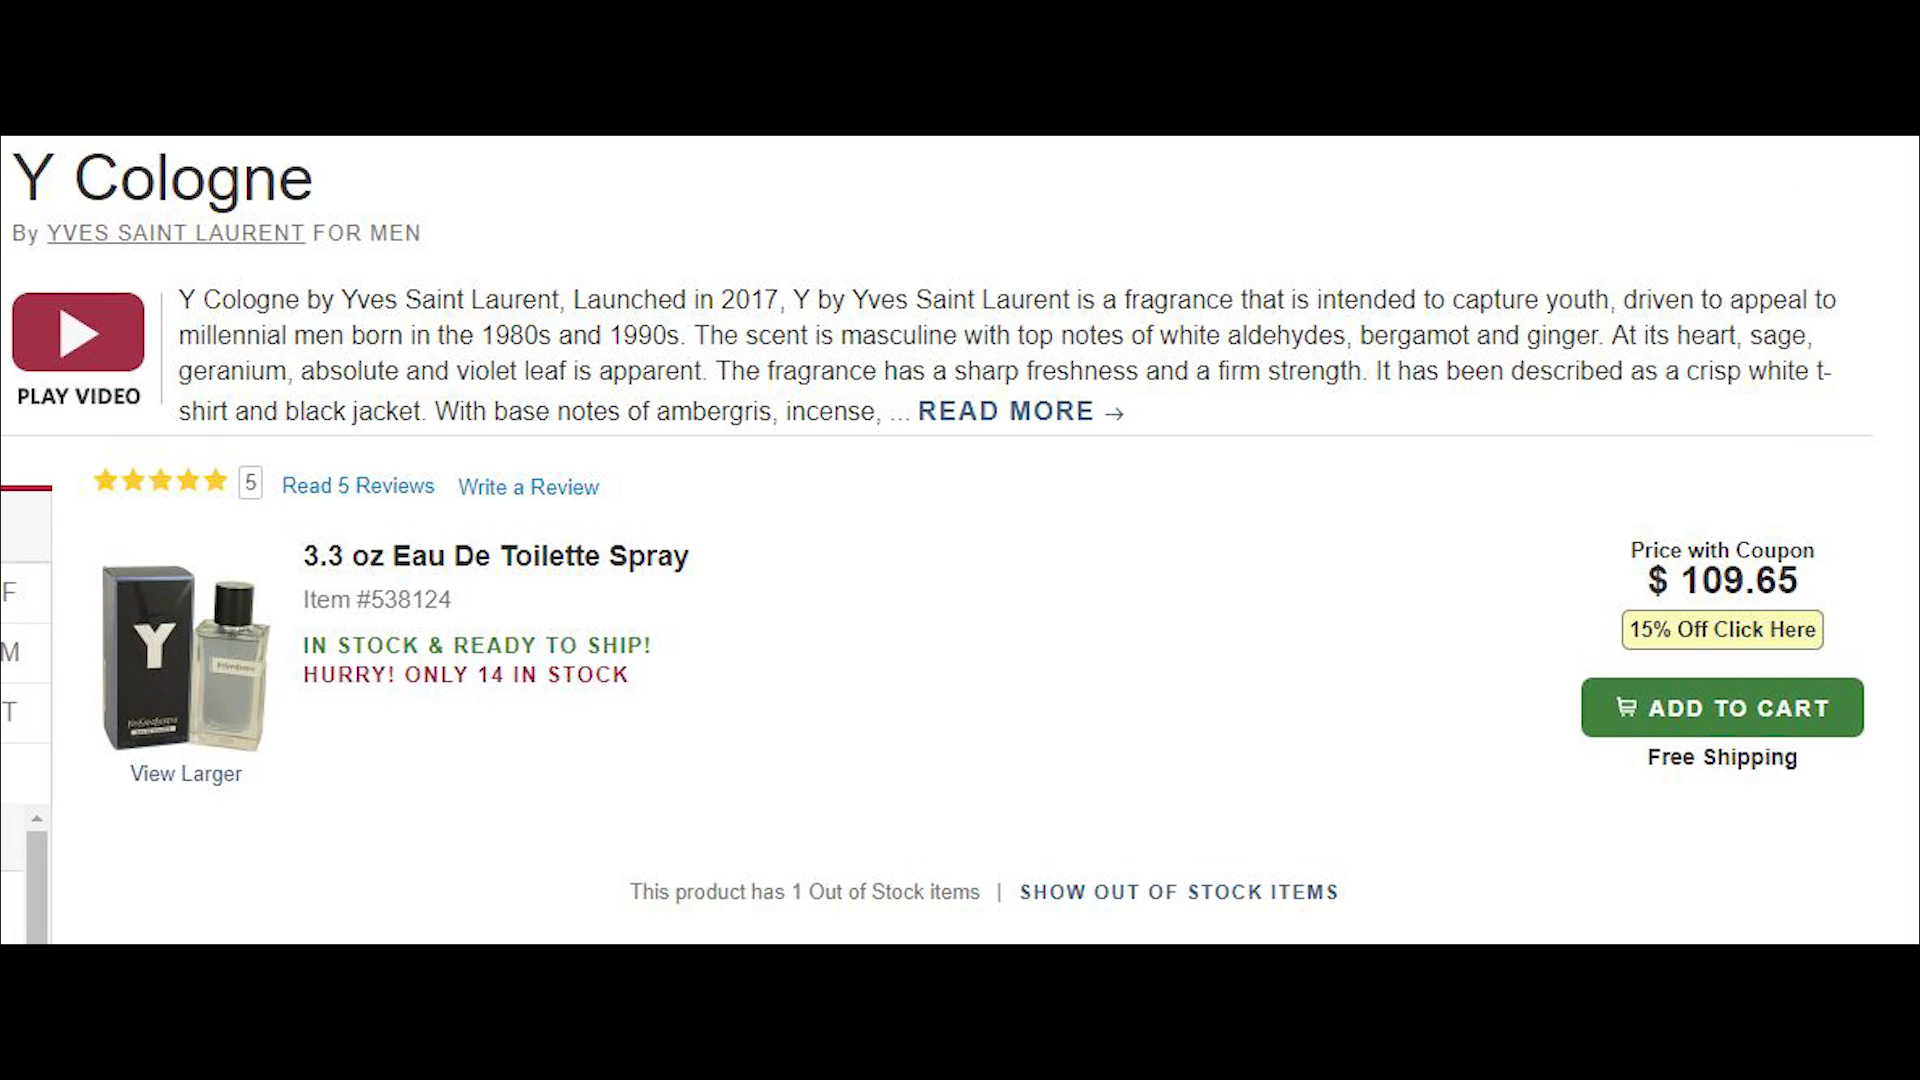 Y Cologne
By YVES SAINT LAURENT FOR MEN
PLAY VIDEO
Y Cologne by Yves Saint Laurent, Launched in 2017, Y by Yves Saint Laurent is a fragrance that is intended to capture youth, driven to appeal to
millennial men born in the 1980s and 1990s. The scent is masculine with top notes of white aldehydes, bergamot and ginger. At its heart, sage,
geranium, absolute and violet leaf is apparent. The fragrance has a sharp freshness and a firm strength. It has been described as a crisp white t-
shirt and black jacket. With base notes of ambergris, incense, ... READ MORE →
5 Read 5 Reviews Write a Review
F
M
T
Y
View Larger
3.3 oz Eau De Toilette Spray
Item #538124
IN STOCK & READY TO SHIP!
HURRY! ONLY 14 IN STOCK
Price with Coupon
$ 109.65
15% Off Click Here
ADD TO CART
Free Shipping
This product has 1 Out of Stock items | SHOW OUT OF STOCK ITEMS